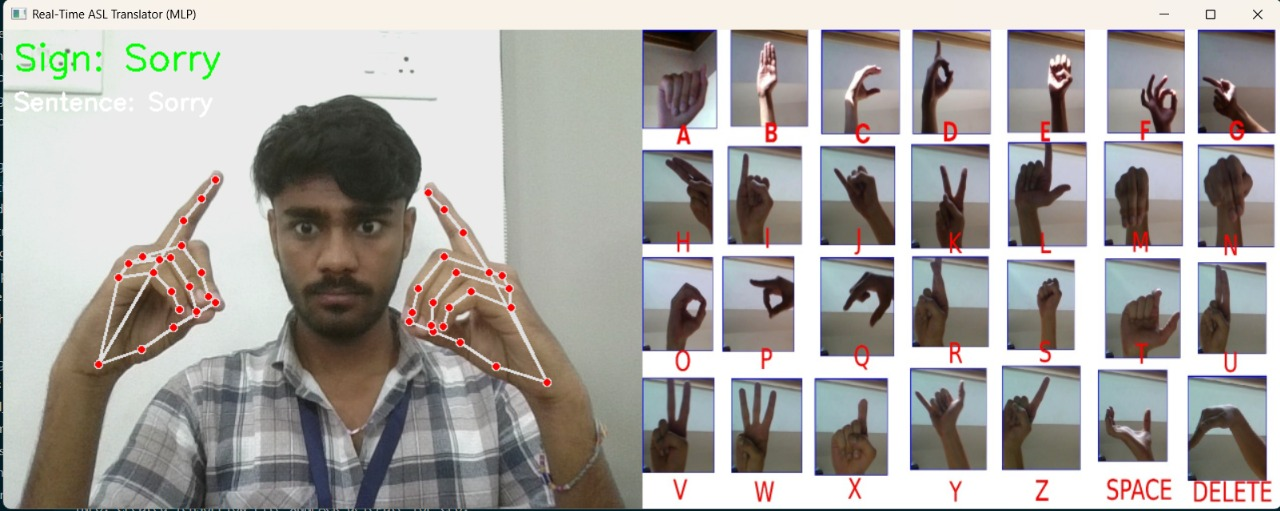 Real-Time ASL Translator (MLP)
Sign: Sorry
Sentence: Sorry
A B C D E F G
H I J K L M N
O P Q R S T U
V W X Y Z SPACE DELETE